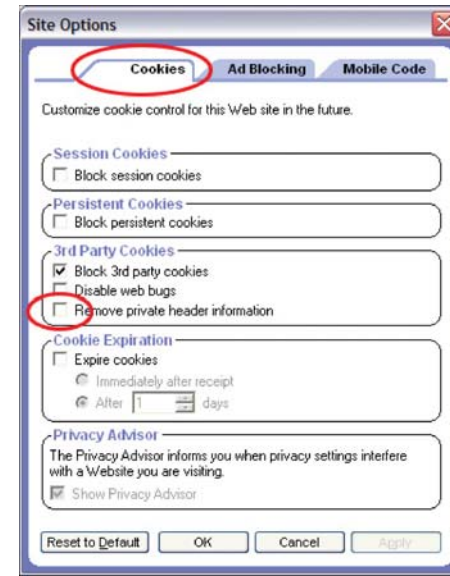 Site Options
Cookies Ad Blocking Mobile Code
Customize cookie control for this Web site in the future.
Session Cookies
Block session cookies
Persistent Cookies
Block persistent cookies
3rd Party Cookies
Block 3rd party cookies
Disable web bugs
Remove private header information
Cookie Expiration
Expire cookies
Immediately after receipt
After 1 days
Privacy Advisor
The Privacy Advisor informs you when privacy settings interfere
with a Website you are visiting.
Show Privacy Advisor
Reset to Default OK Cancel Apply